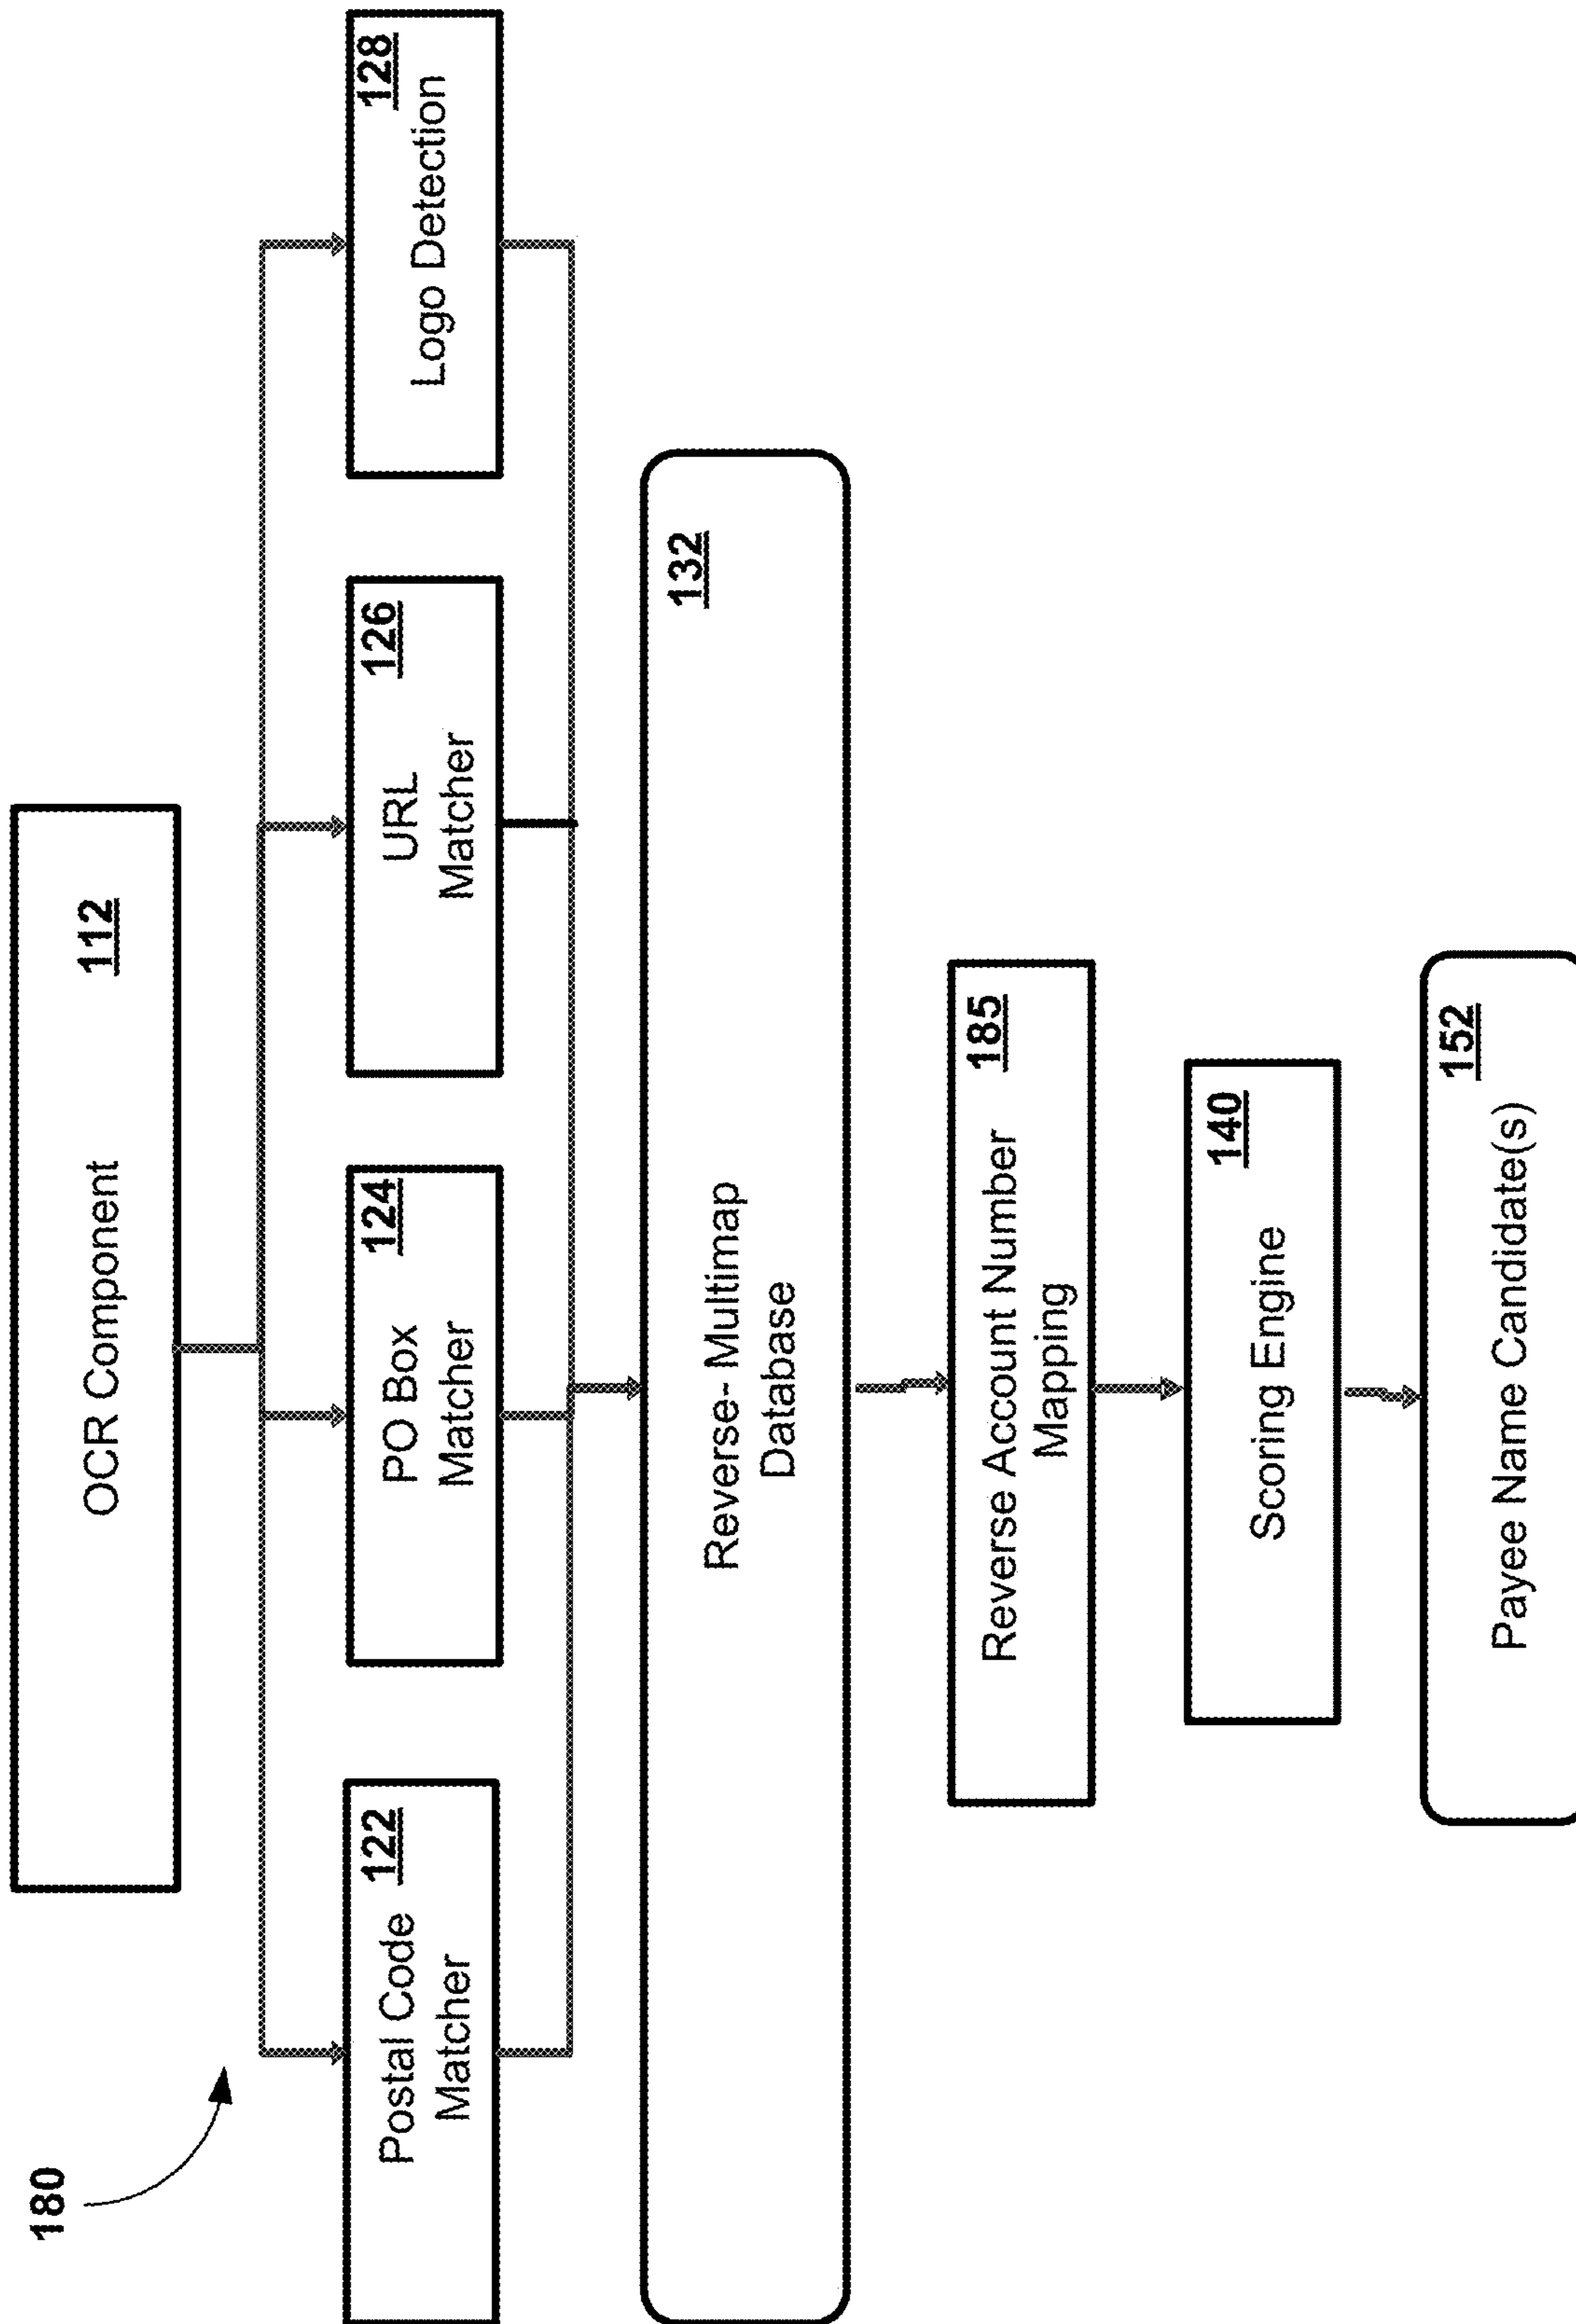 180
OCR Component
112
Postal Code
Matcher
122
PO Box
Matcher
124
URL
Matcher
126
Logo Detection
128
Reverse- Multimap
Database
132
Reverse Account Number
Mapping
185
Scoring Engine
140
Payee Name Candidate(s)
152